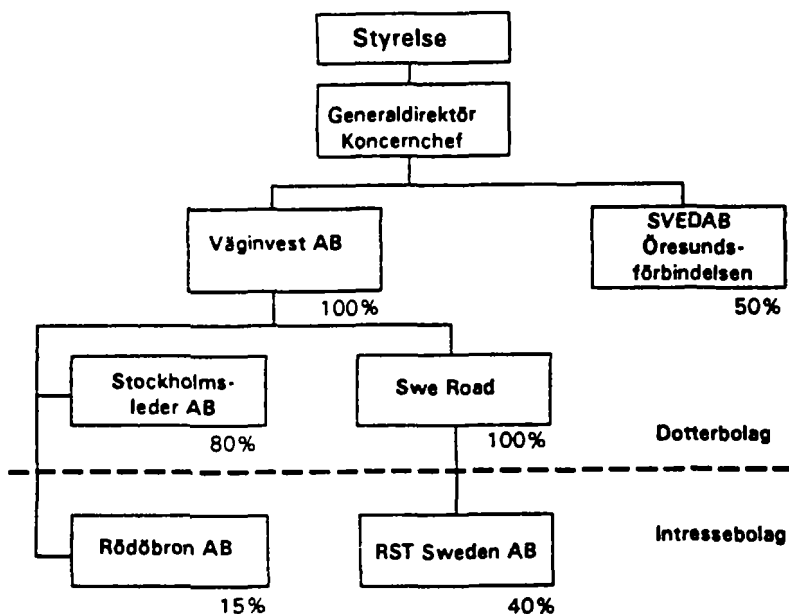 Styrelse
Generaldirektör
Koncernchef
Väginvest AB
100%
SVEDAB
Öresunds-
förbindelsen
50%
Stockholms-
leder AB
80%
Swe Road
100%
Dotterbolag
Rödöbron AB
15%
RST Sweden AB
40%
Intressebolag